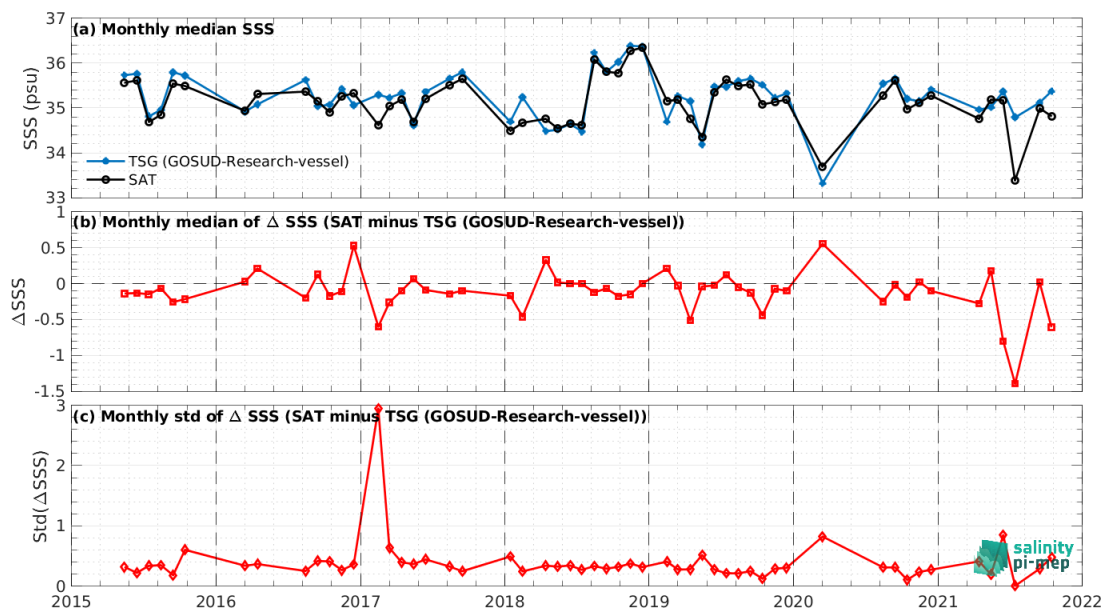 37
36
35
34
33
SSS (psu)
(a) Monthly median SSS
TSG (GOSUD-Research-vessel)
SAT
1
0.5
0
-0.5
-1
-1.5
ΔSSS
(b) Monthly median of Δ SSS (SAT minus TSG (GOSUD-Research-vessel))
3
2
1
0
Std(ΔSSS)
(c) Monthly std of Δ SSS (SAT minus TSG (GOSUD-Research-vessel))
salinity
pi-mep
2015 2016 2017 2018 2019 2020 2021 2022